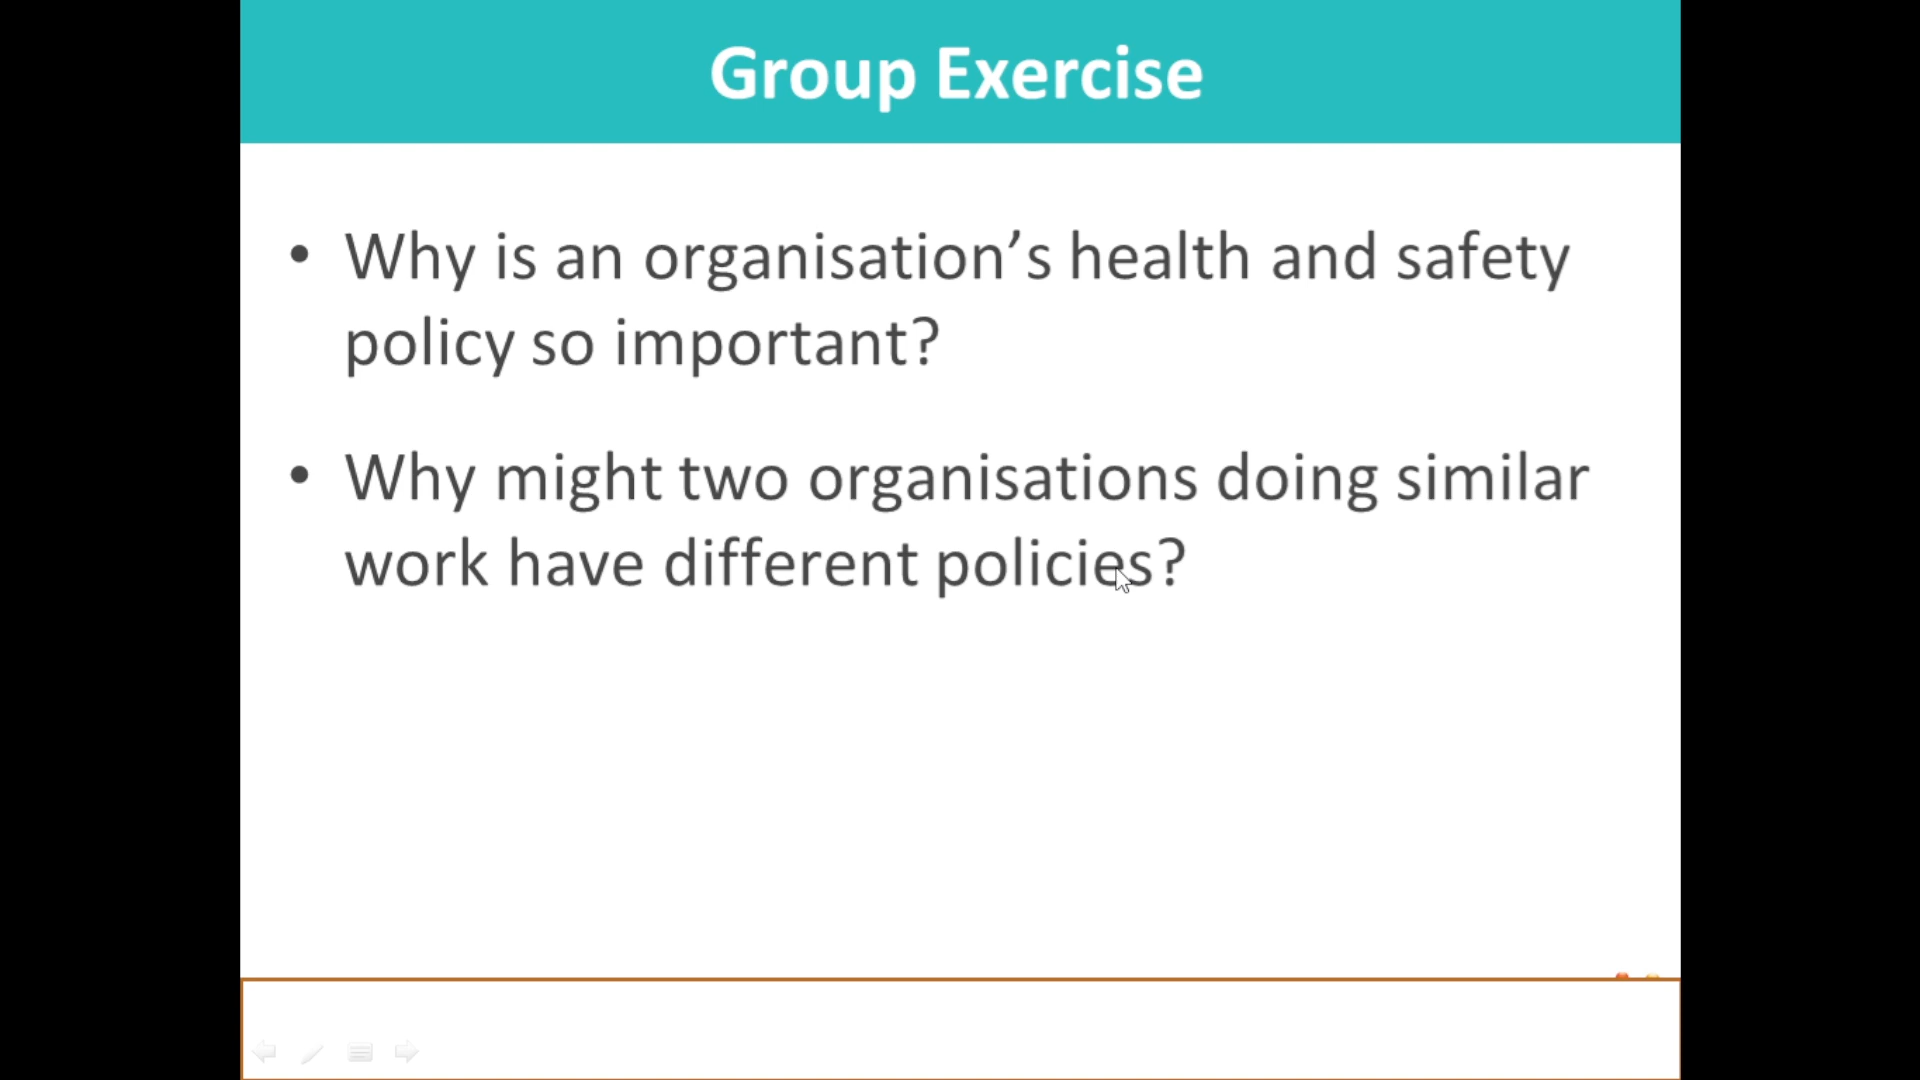 Group Exercise
• Why is an organisation’s health and safety
policy so important?
• Why might two organisations doing similar
work have different policies?